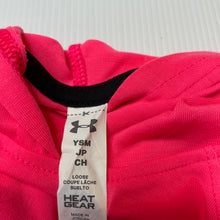 YSM
JP
CH
LOOSE
COUPE LÂCHE
SUELTO
HEAT
GEAR
MADE IN